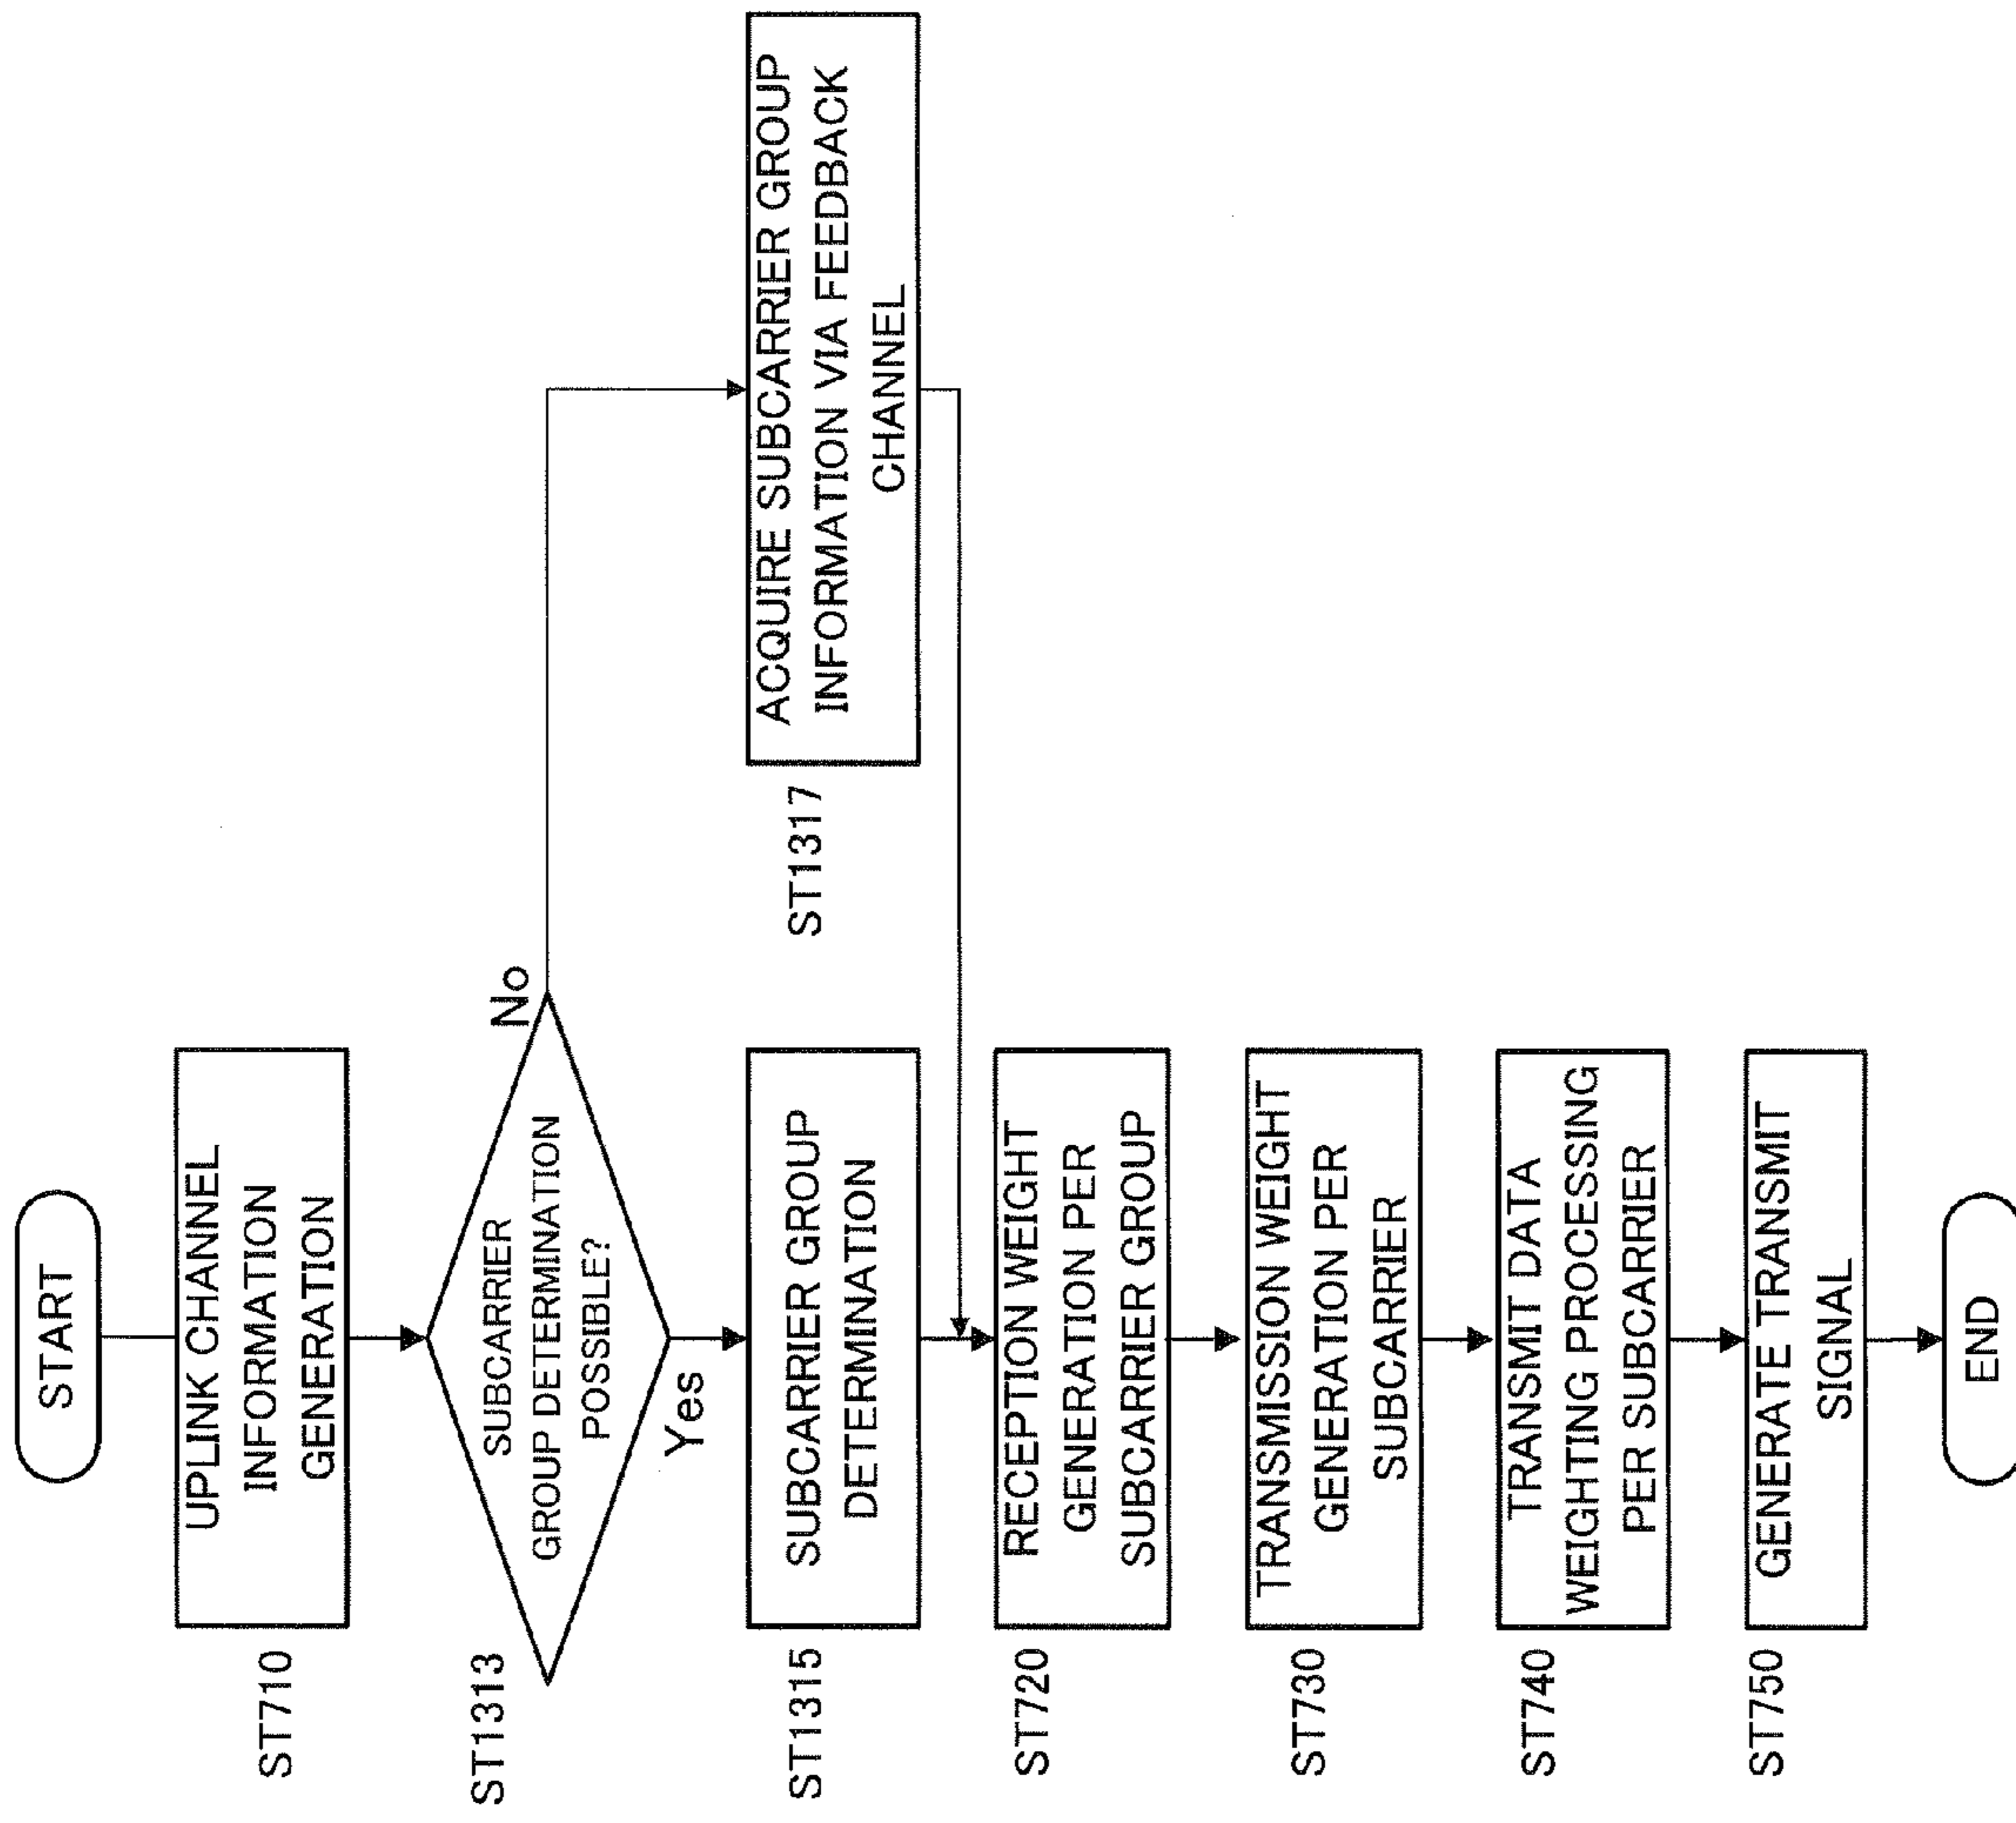 START
ST710
UPLINK CHANNEL
INFORMATION
GENERATION
ST1313
SUBCARRIER
GROUP DETERMINATION
POSSIBLE?
No
Yes
ST1315
SUBCARRIER GROUP
DETERMINATION
ST1317
ACQUIRE SUBCARRIER GROUP
INFORMATION VIA FEEDBACK
CHANNEL
ST720
RECEPTION WEIGHT
GENERATION PER
SUBCARRIER GROUP
ST730
TRANSMISSION WEIGHT
GENERATION PER
SUBCARRIER
ST740
TRANSMIT DATA
WEIGHTING PROCESSING
PER SUBCARRIER
ST750
GENERATE TRANSMIT
SIGNAL
END